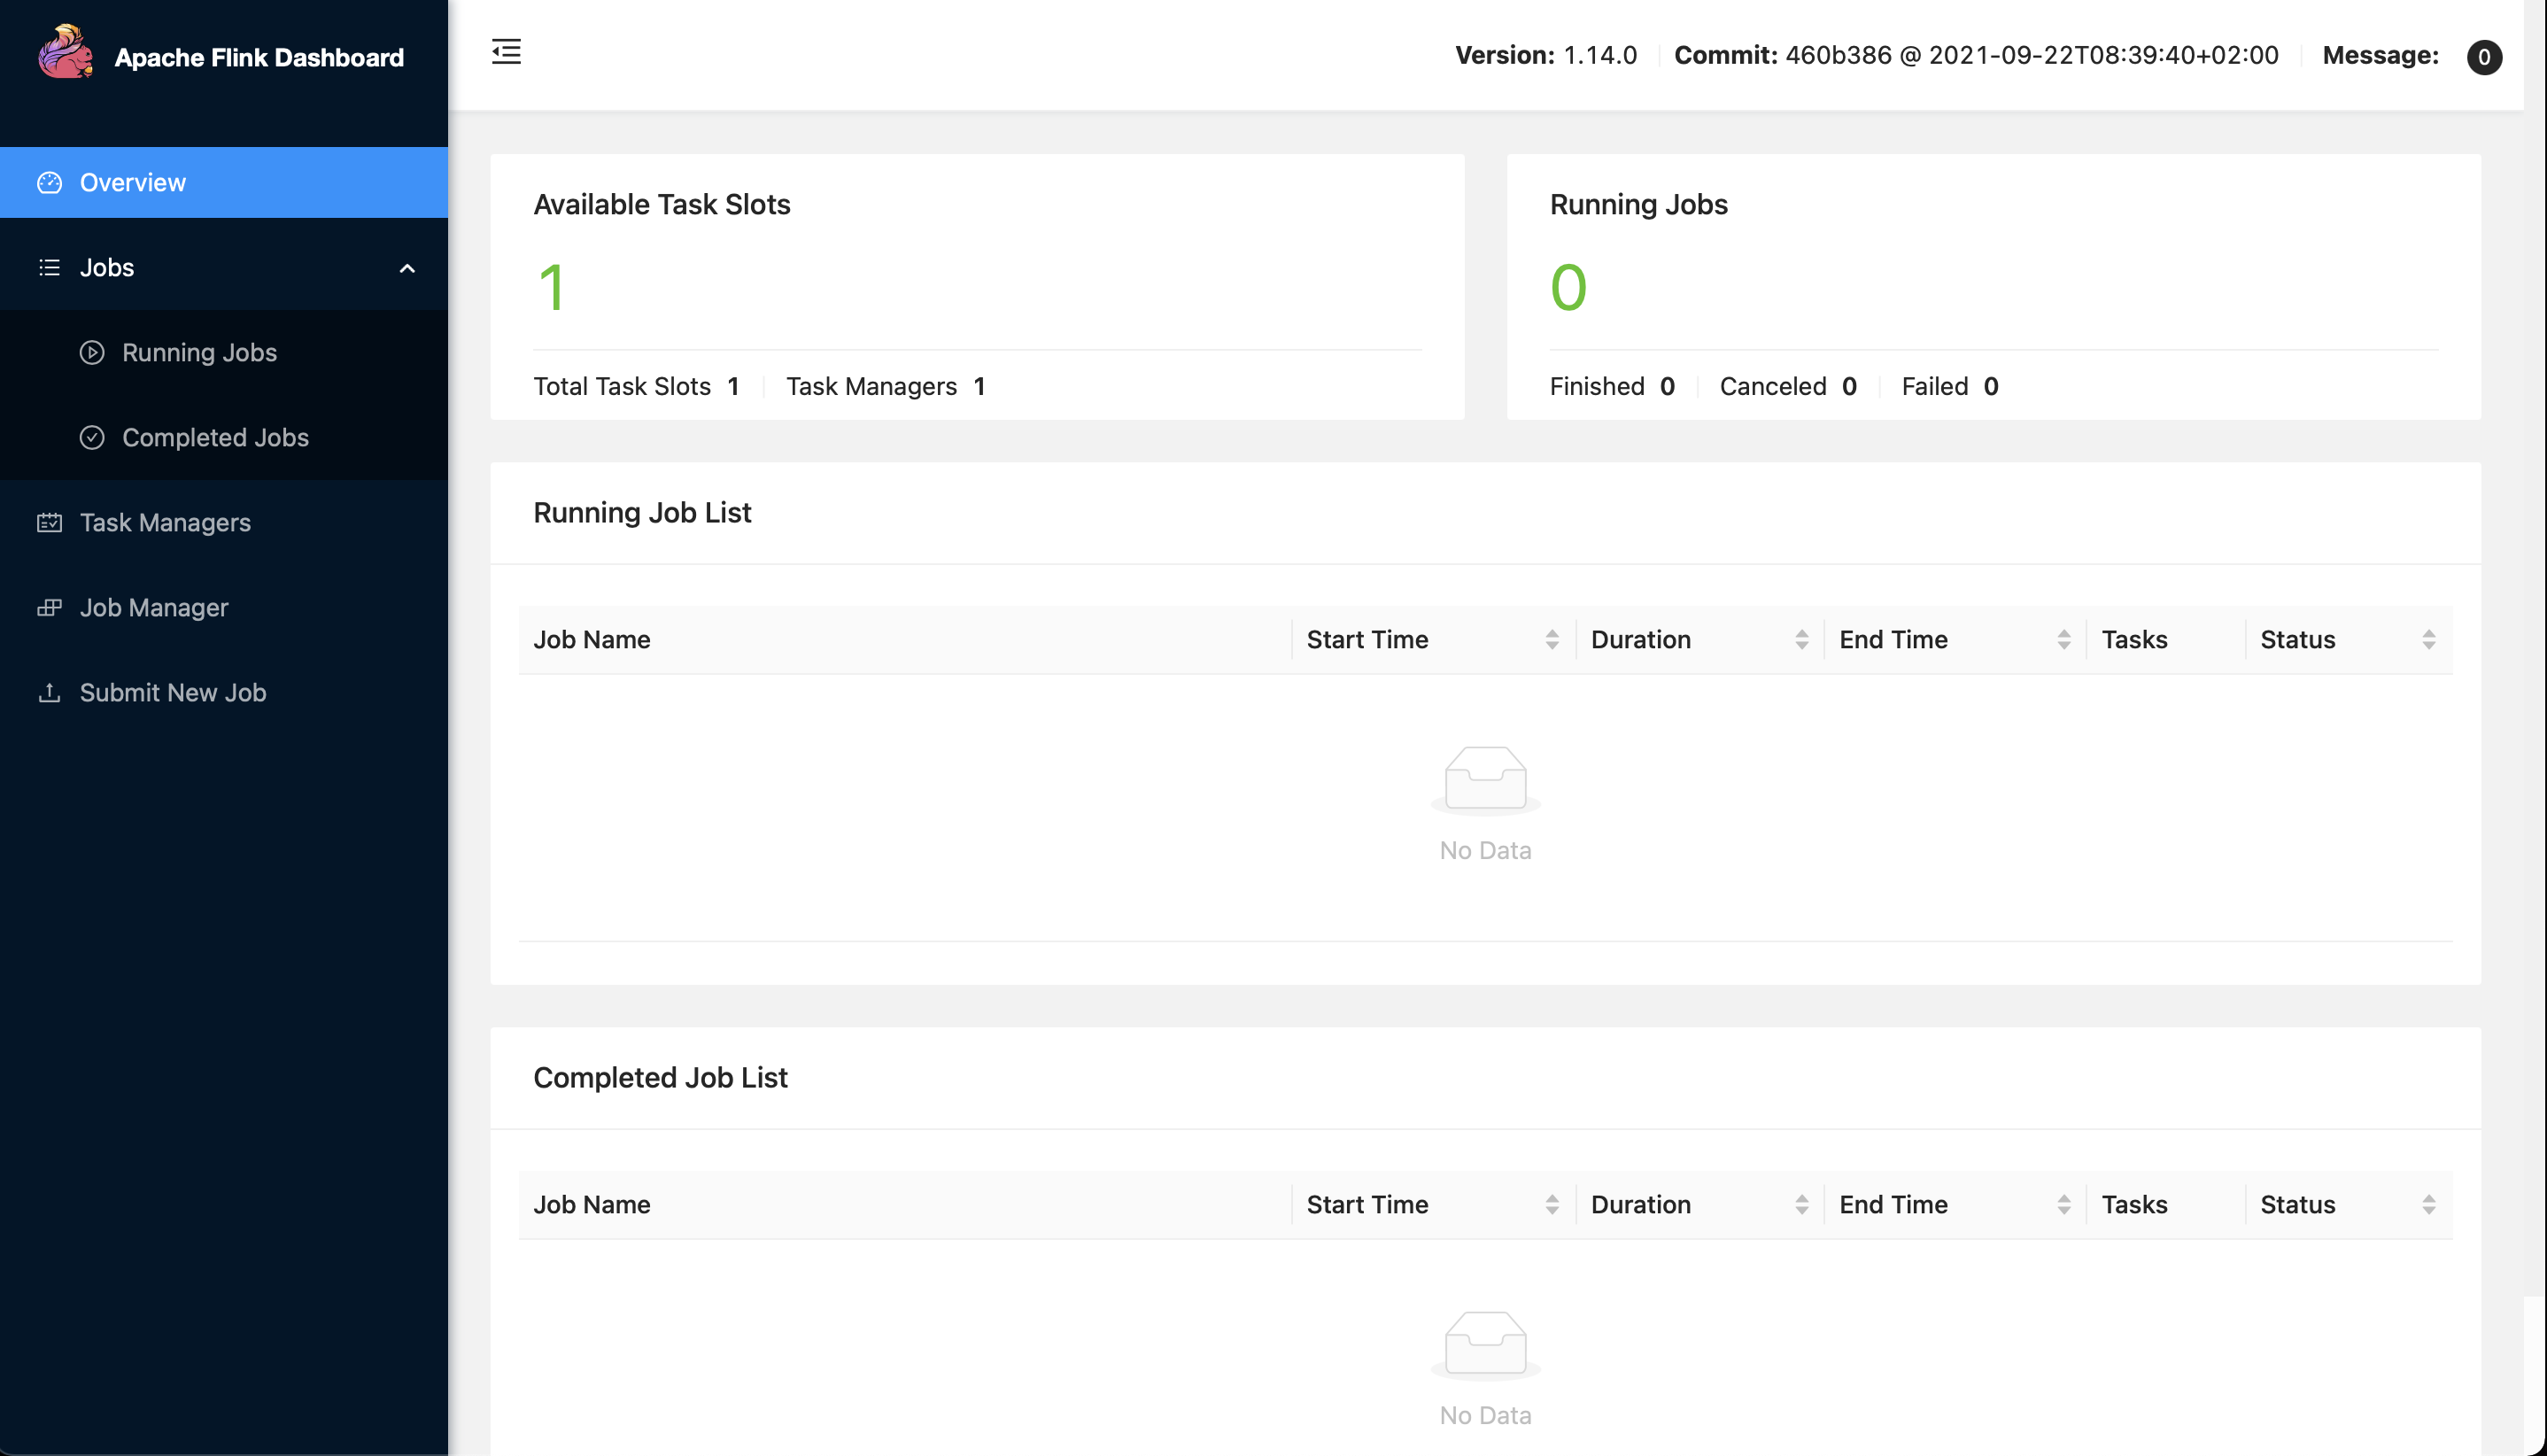 Apache Flink Dashboard
Version: 1.14.0 Commit: 460b386 @ 2021-09-22T08:39:40+02:00 Message: 0
Overview
Jobs
Running Jobs
Completed Jobs
Task Managers
Job Manager
Submit New Job
Available Task Slots
1
Total Task Slots 1 Task Managers 1
Running Jobs
0
Finished 0 Canceled 0 Failed 0
Running Job List
Job Name Start Time Duration End Time Tasks Status
No Data
Completed Job List
Job Name Start Time Duration End Time Tasks Status
No Data